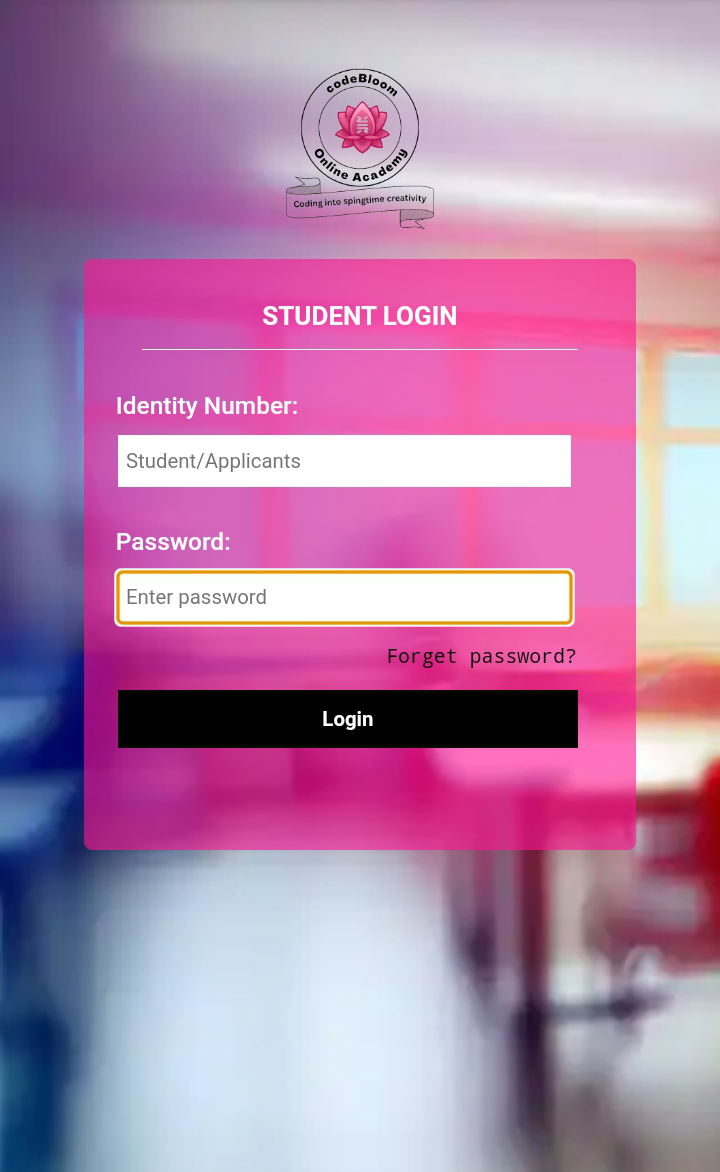 codeBloom
Online Academy
Coding into spingtime creativity
STUDENT LOGIN
Identity Number:
Student/Applicants
Password:
Enter password
Forget password?
Login